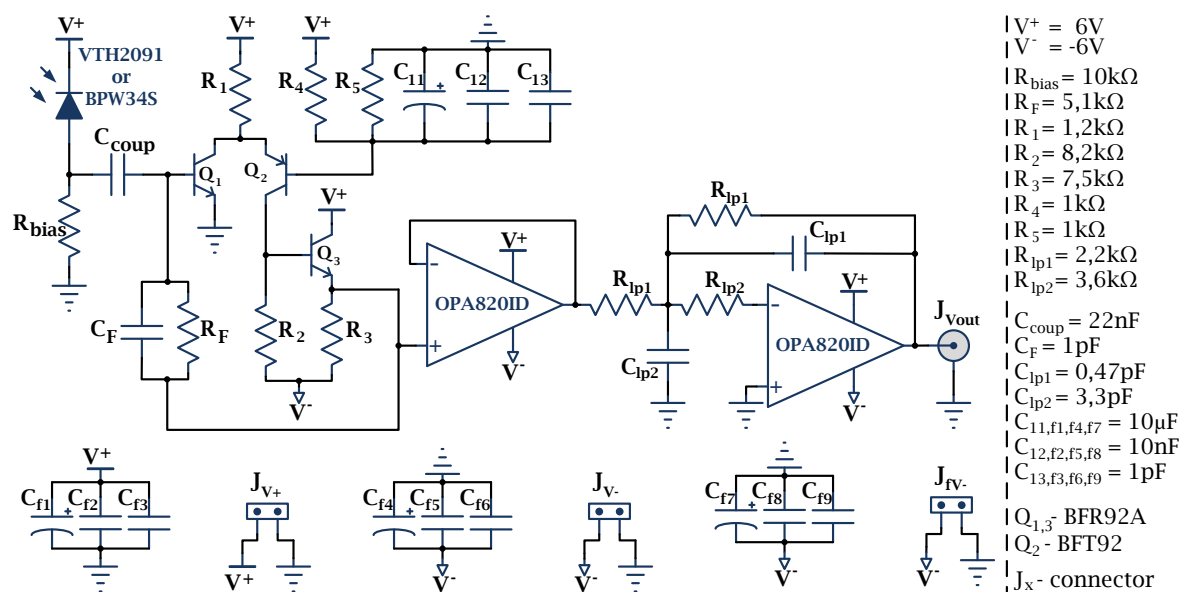 V+
VTH2091
or
BPW34S
Rbias
Ccoup
CF
RF
Q1
R1
V+
Q2
R4
V+
R5
C11
+
C12
C13
R2
Q3
V+
R3
V-
-
+
V+
OPA820ID
V-
Rlp1
Rlp1
Clp1
Rlp2
Clp2
-
+
V+
OPA820ID
V-
JVout
V+
Cf1
+
Cf2
Cf3
JV+
V+
Cf4
+
Cf5
Cf6
V-
JV-
V-
Cf7
+
Cf8
Cf9
V-
JfV-
V-
V+ = 6V
V- = -6V
Rbias = 10kΩ
RF = 5,1kΩ
R1 = 1,2kΩ
R2 = 8,2kΩ
R3 = 7,5kΩ
R4 = 1kΩ
R5 = 1kΩ
Rlp1 = 2,2kΩ
Rlp2 = 3,6kΩ
Ccoup = 22nF
CF = 1pF
Clp1 = 0,47pF
Clp2 = 3,3pF
C11,f1,f4,f7 = 10µF
C12,f2,f5,f8 = 10nF
C13,f3,f6,f9 = 1pF
Q1,3- BFR92A
Q2 - BFT92
Jx- connector